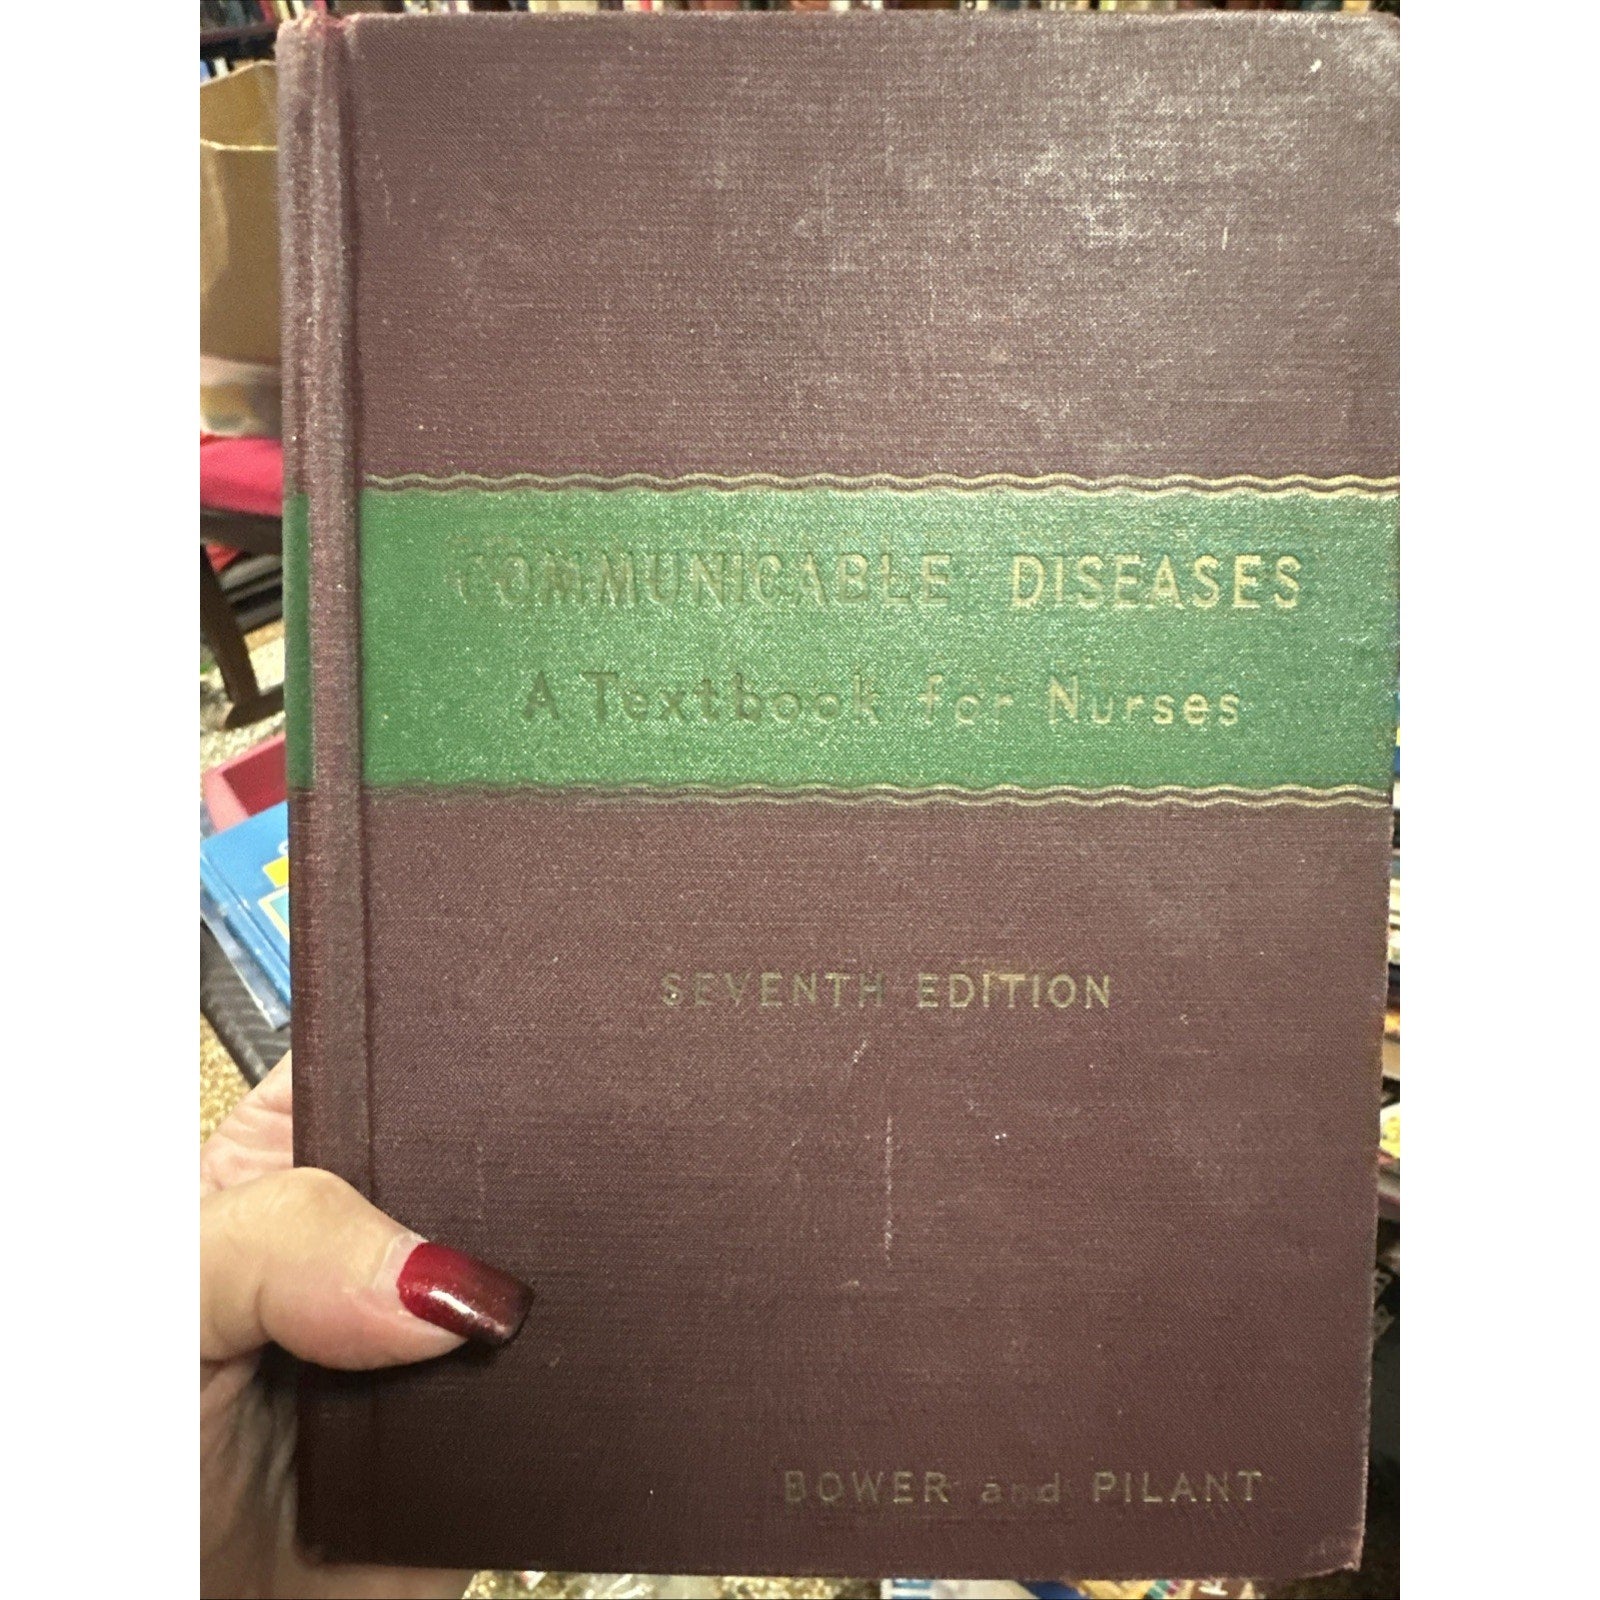 COMMUNICABLE DISEASES
A Textbook for Nurses
SEVENTH EDITION
BOWER and PILANT